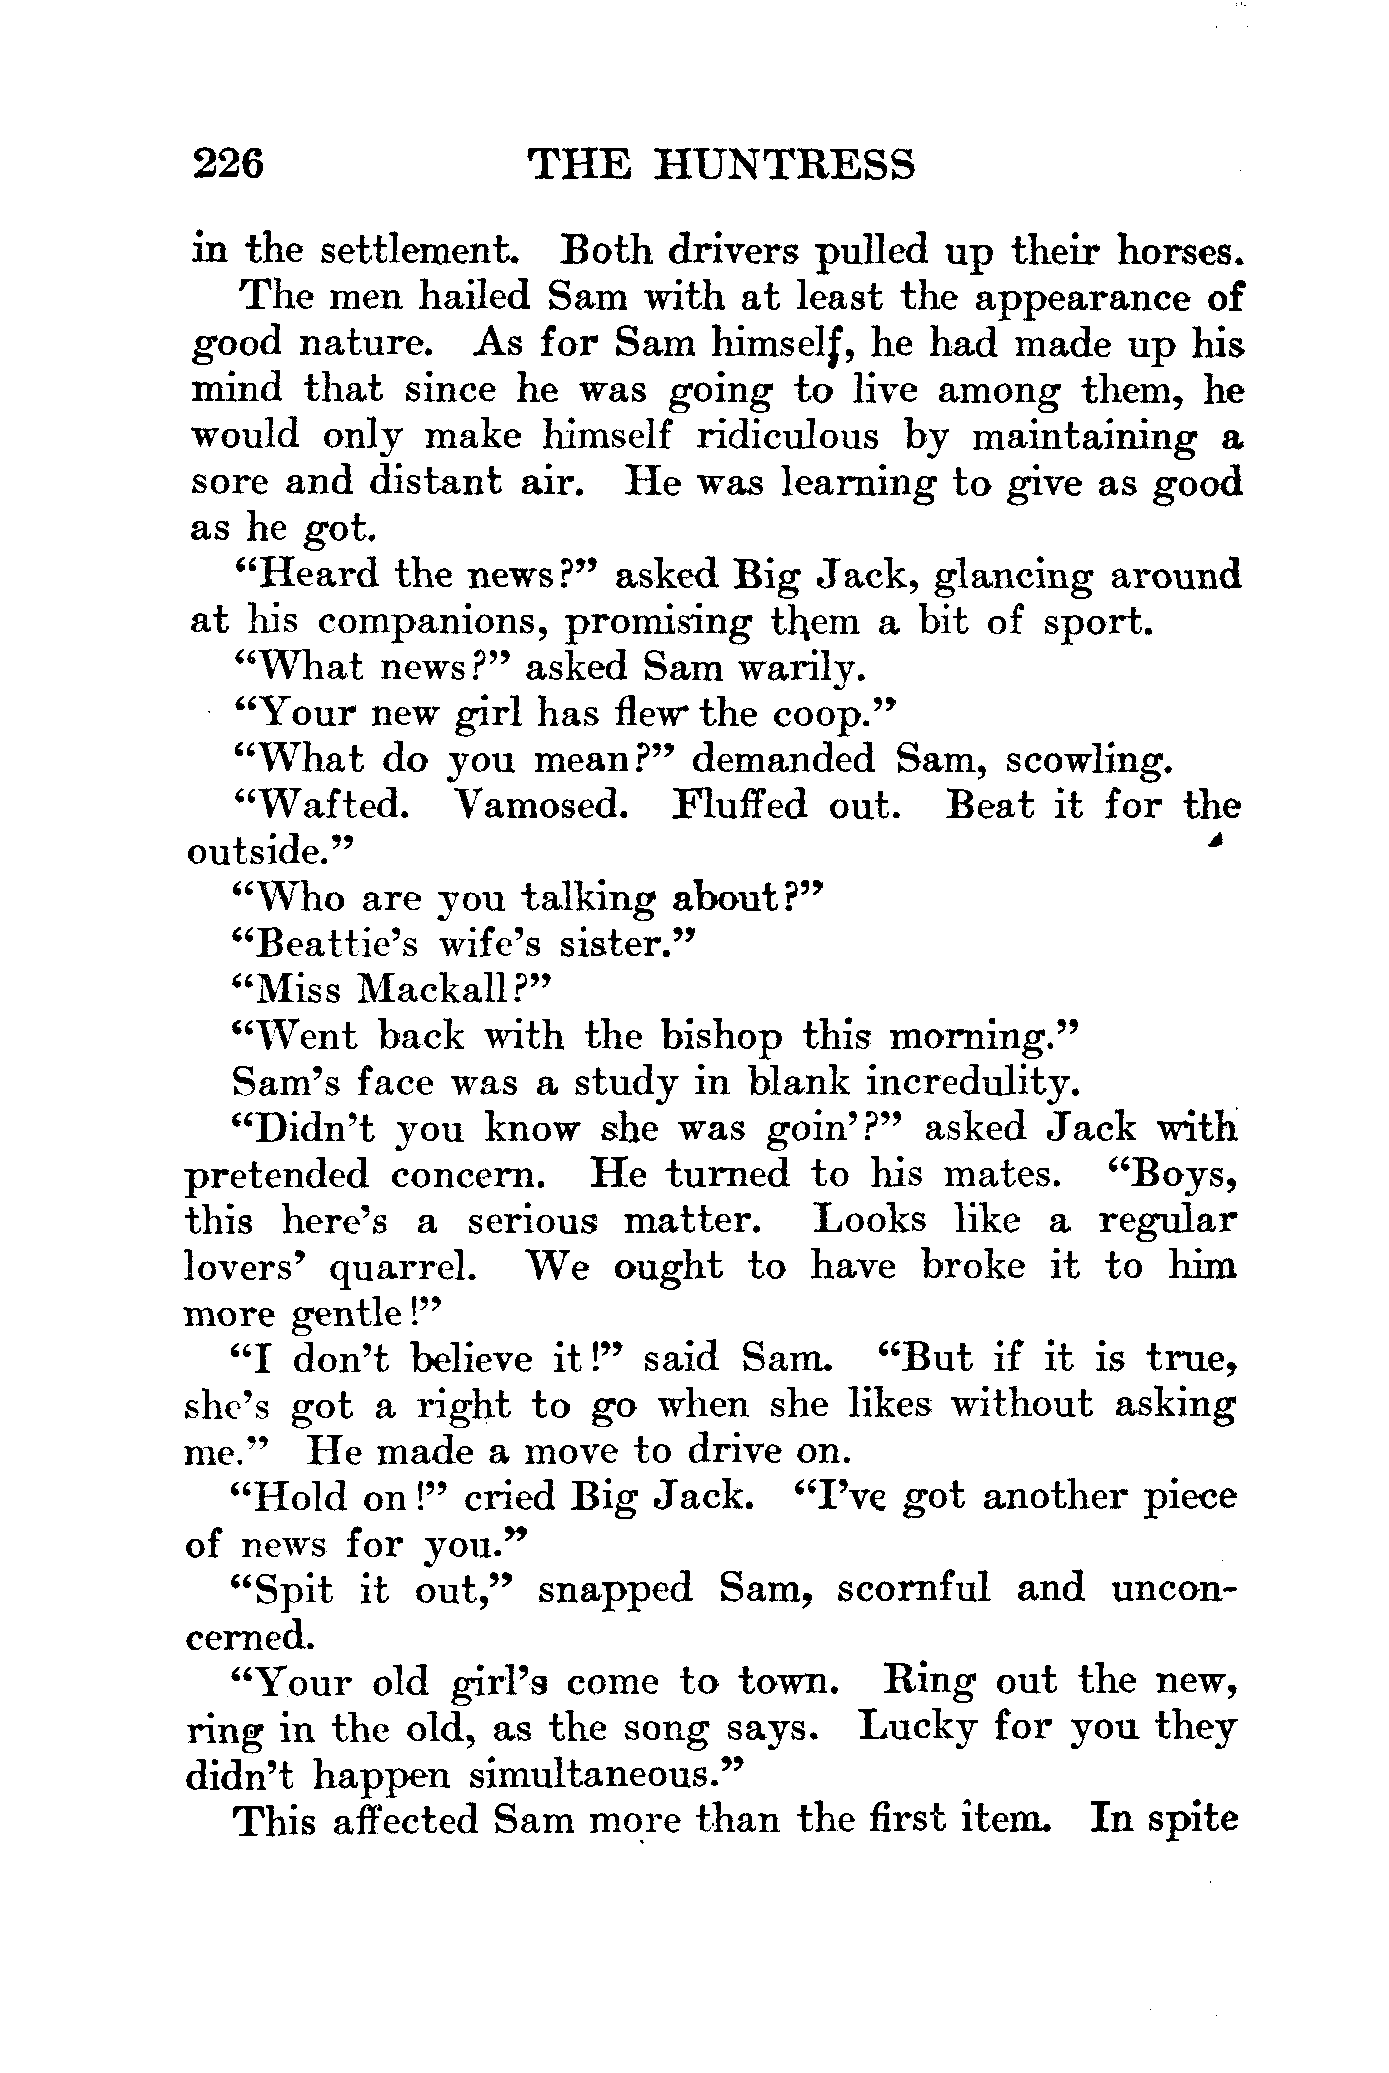 226 THE HUNTRESS
in the settlement. Both drivers pulled up their horses.
The men hailed Sam with at least the appearance of
good nature. As for Sam himself, he had made up his
mind that since he was going to live among them, he
would only make himself ridiculous by maintaining a
sore and distant air. He was learning to give as good
as he got.
“Heard the news?” asked Big Jack, glancing around
at his companions, promising them a bit of sport.
“What news?” asked Sam warily.
“Your new girl has flew the coop.”
“What do you mean?” demanded Sam, scowling.
“Wafted. Vamosed. Fluffed out. Beat it for the
outside.”
“Who are you talking about?”
“Beattie’s wife’s sister.”
“Miss Mackall?”
“Went back with the bishop this morning.”
Sam’s face was a study in blank incredulity.
“Didn’t you know she was goin’?” asked Jack with
pretended concern. He turned to his mates. “Boys,
this here’s a serious matter. Looks like a regular
lovers’ quarrel. We ought to have broke it to him
more gentle!”
“I don’t believe it!” said Sam. “But if it is true,
she’s got a right to go when she likes without asking
me.” He made a move to drive on.
“Hold on!” cried Big Jack. “I’ve got another piece
of news for you.”
“Spit it out,” snapped Sam, scornful and uncon-
cerned.
“Your old girl’s come to town. Ring out the new,
ring in the old, as the song says. Lucky for you they
didn’t happen simultaneous.”
This affected Sam more than the first item. In spite